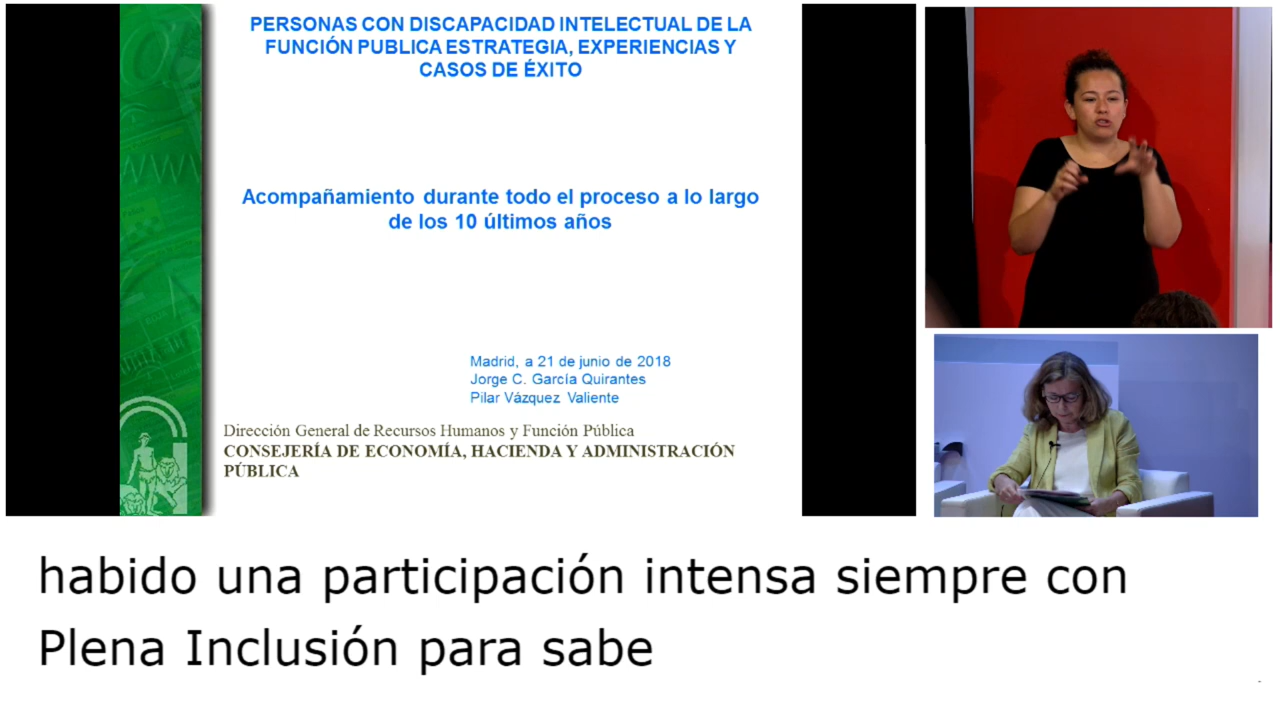 PERSONAS CON DISCAPACIDAD INTELECTUAL DE LA
FUNCIÓN PUBLICA ESTRATEGIA, EXPERIENCIAS Y
CASOS DE ÉXITO
Acompañamiento durante todo el proceso a lo largo
de los 10 últimos años
Madrid, a 21 de junio de 2018
Jorge C. García Quirantes
Pilar Vázquez Valiente
Dirección General de Recursos Humanos y Función Pública
CONSEJERÍA DE ECONOMÍA, HACIENDA Y ADMINISTRACIÓN
PÚBLICA
habido una participación intensa siempre con
Plena Inclusión para sabe